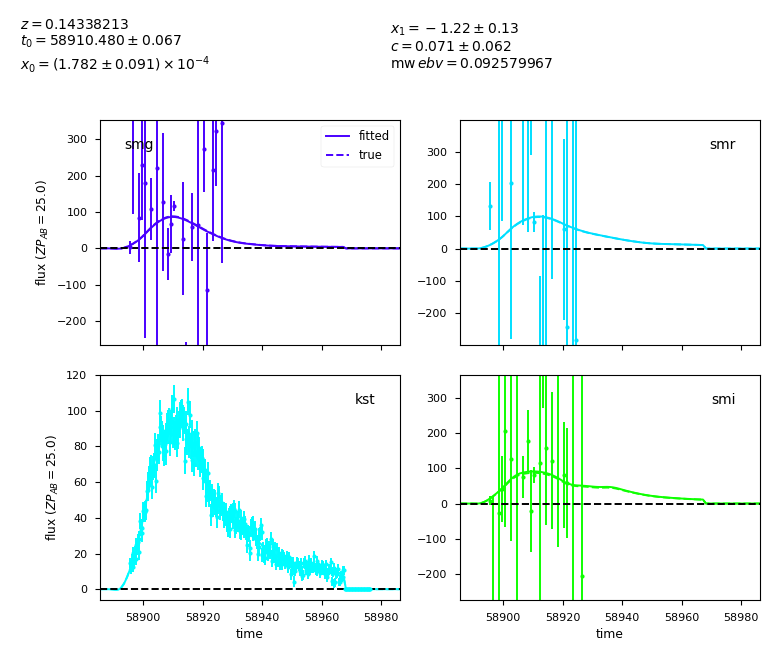 z = 0.14338213
t₀ = 58910.480 ± 0.067
x₀ = (1.782 ± 0.091) × 10⁻⁴
x₁ = −1.22 ± 0.13
c = 0.071 ± 0.062
mwebv = 0.092579967
smg
fitted
true
300
200
100
0
−100
−200
flux (ZP_AB = 25.0)
smr
300
200
100
0
−100
−200
kst
120
100
80
60
40
20
0
flux (ZP_AB = 25.0)
58900 58920 58940 58960 58980
time
smi
300
200
100
0
−100
−200
58900 58920 58940 58960 58980
time